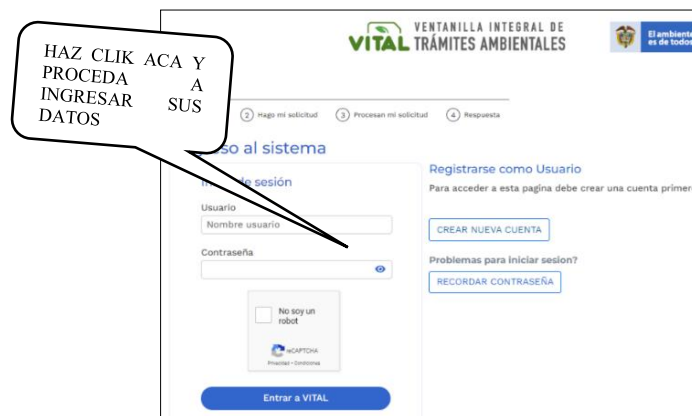 VENTANILLA INTEGRAL DE
VITAL TRÁMITES AMBIENTALES
El ambiente
es de todos
HAZ CLIK ACA Y
PROCEDA A
INGRESAR SUS
DATOS
2 Hago mi solicitud 3 Procesan mi solicitud 4 Respuesta
so al sistema
de sesión
Usuario
Nombre usuario
Contraseña
No soy un
robot
reCAPTCHA
Privacidad - Condiciones
Entrar a VITAL
Registrarse como Usuario
Para acceder a esta pagina debe crear una cuenta primer
CREAR NUEVA CUENTA
Problemas para iniciar sesion?
RECORDAR CONTRASEÑA